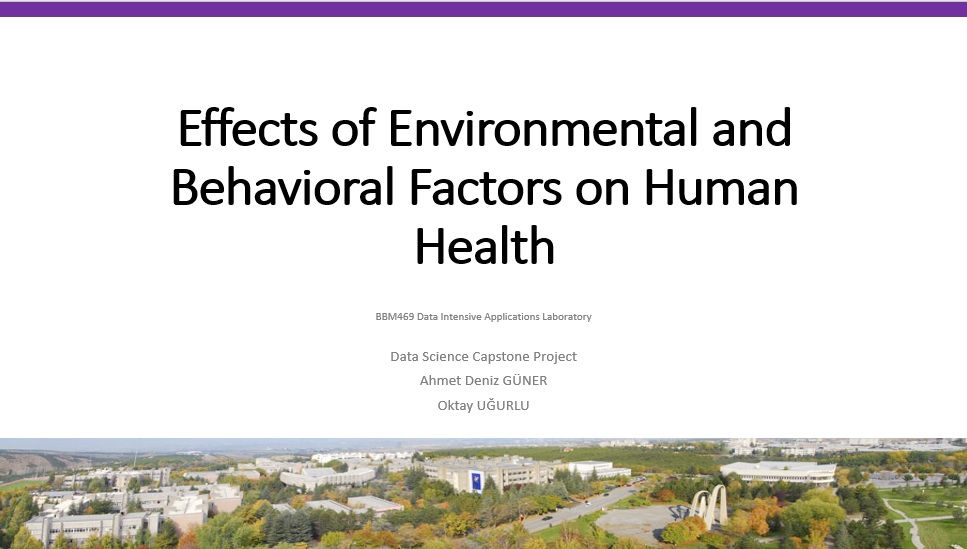 Effects of Environmental and
Behavioral Factors on Human
Health
BBM469 Data Intensive Applications Laboratory
Data Science Capstone Project
Ahmet Deniz GÜNER
Oktay UĞURLU